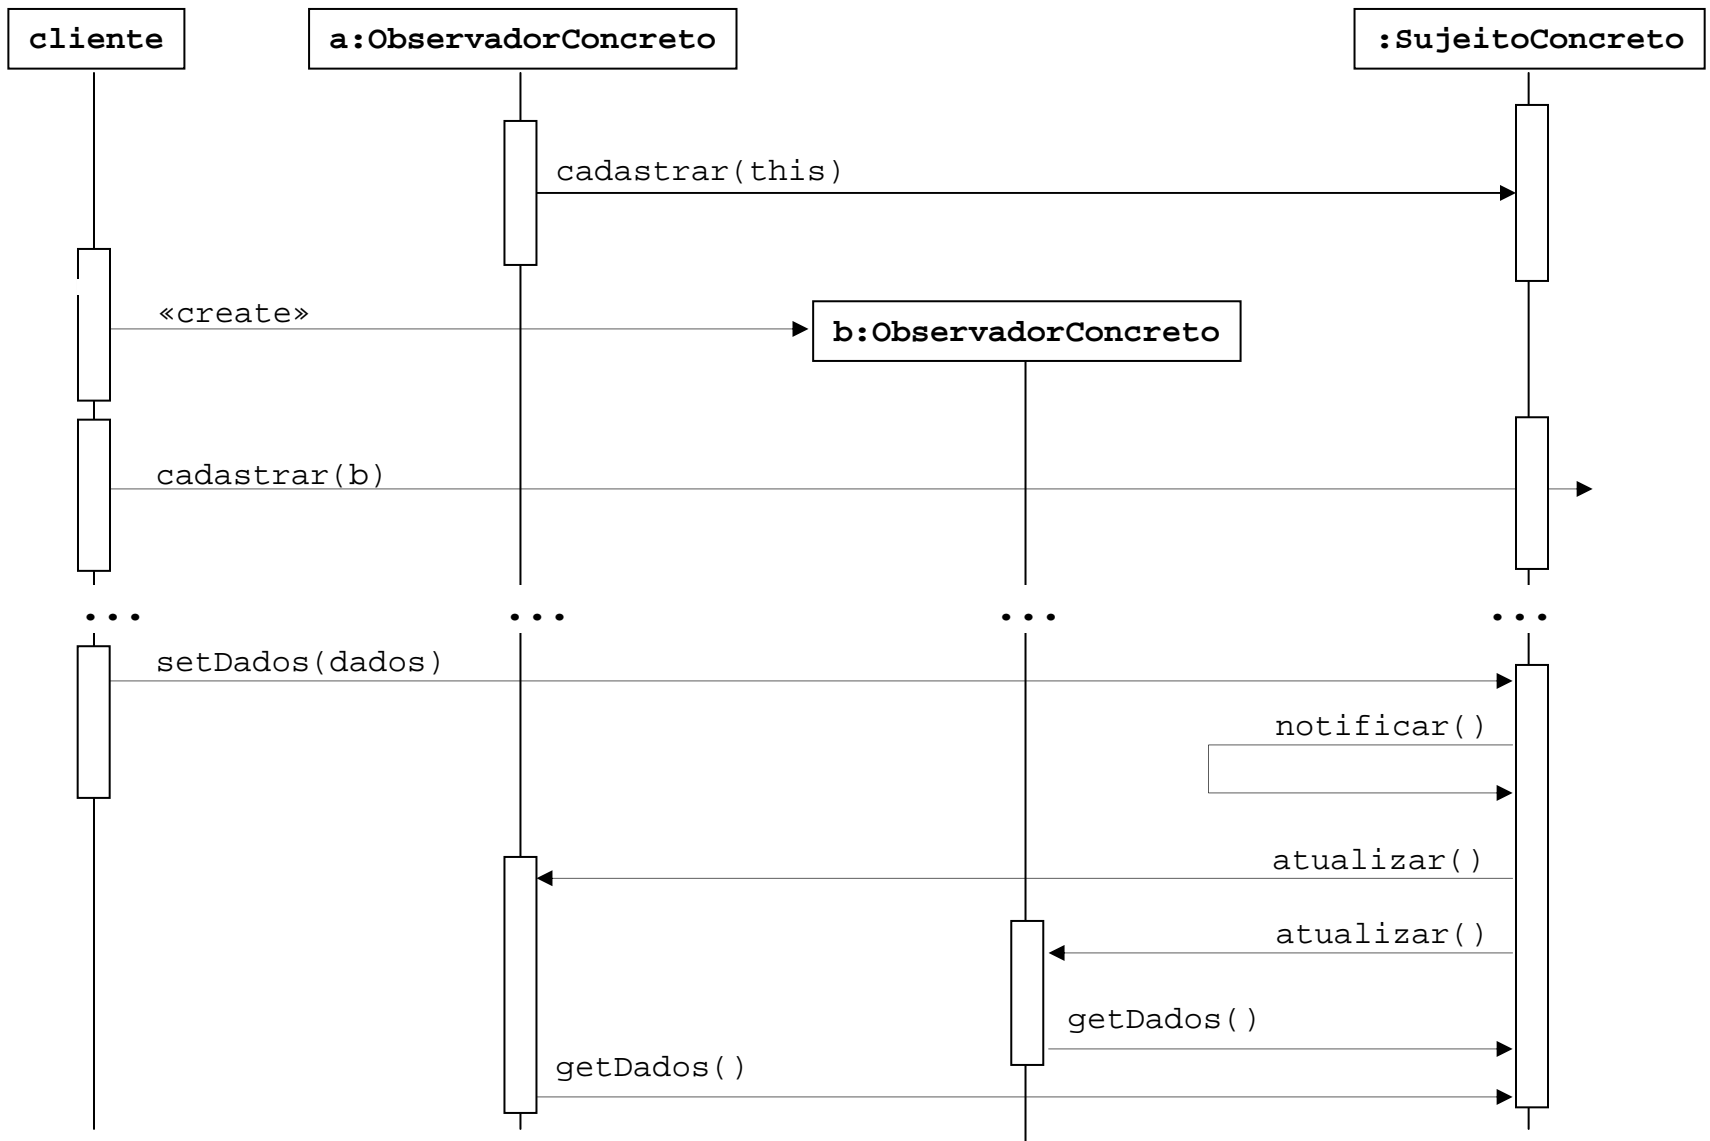 cliente
a:ObservadorConcreto
:SujeitoConcreto
cadastrar(this)
«create»
b:ObservadorConcreto
cadastrar(b)
... ... ... ...
setDados(dados)
notificar()
atualizar()
atualizar()
getDados()
getDados()